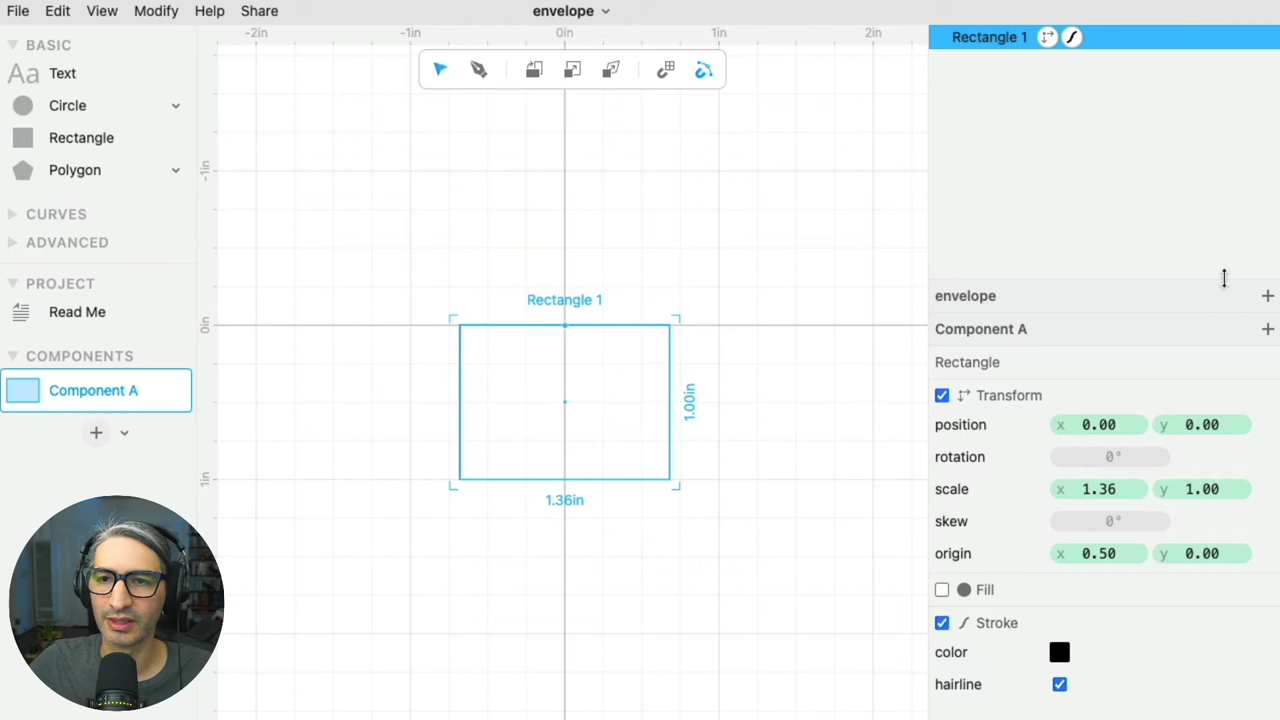 File Edit View Modify Help Share
envelope
BASIC
Aa Text
Circle
Rectangle
Polygon
CURVES
ADVANCED
PROJECT
Read Me
COMPONENTS
Component A
-2in -1in 0in 1in 2in
-1in
0in
1in
Rectangle 1
1.00in
1.36in
Rectangle 1
envelope
Component A
Rectangle
Transform
position x 0.00 y 0.00
rotation 0°
scale x 1.36 y 1.00
skew 0°
origin x 0.50 y 0.00
Fill
Stroke
color
hairline